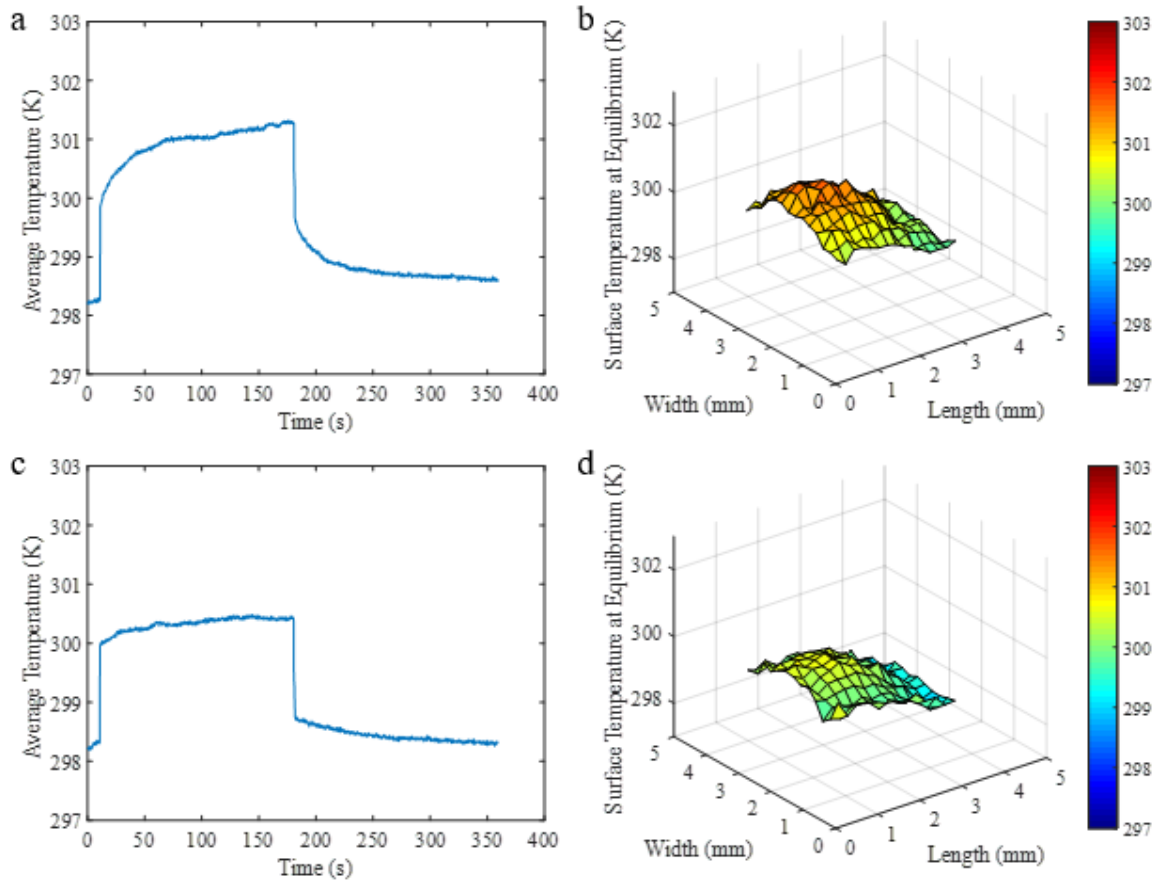 a
303
302
301
300
299
298
297
Average Temperature (K)
0 50 100 150 200 250 300 350 400
Time (s)
b
302
300
298
Surface Temperature at Equilibrium (K)
5 4 3 2 1 0
Width (mm)
0 1 2 3 4 5
Length (mm)
303
302
301
300
299
298
297
c
303
302
301
300
299
298
297
Average Temperature (K)
0 50 100 150 200 250 300 350 400
Time (s)
d
302
300
298
Surface Temperature at Equilibrium (K)
5 4 3 2 1 0
Width (mm)
0 1 2 3 4 5
Length (mm)
303
302
301
300
299
298
297